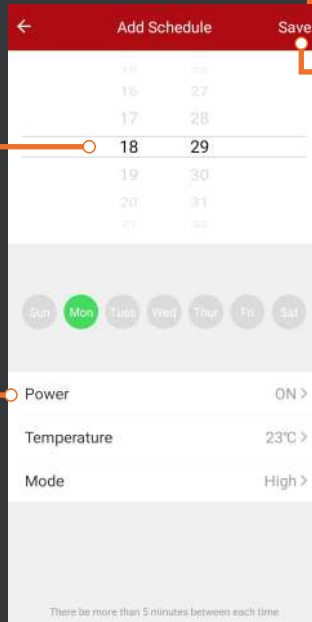 Add Schedule Save
16 27
17 28
18 29
19 30
20 31
Sun Mon Tues Wed Thur Fri Sat
Power ON >
Temperature 23℃ >
Mode High >
There be more than 5 minutes between each time